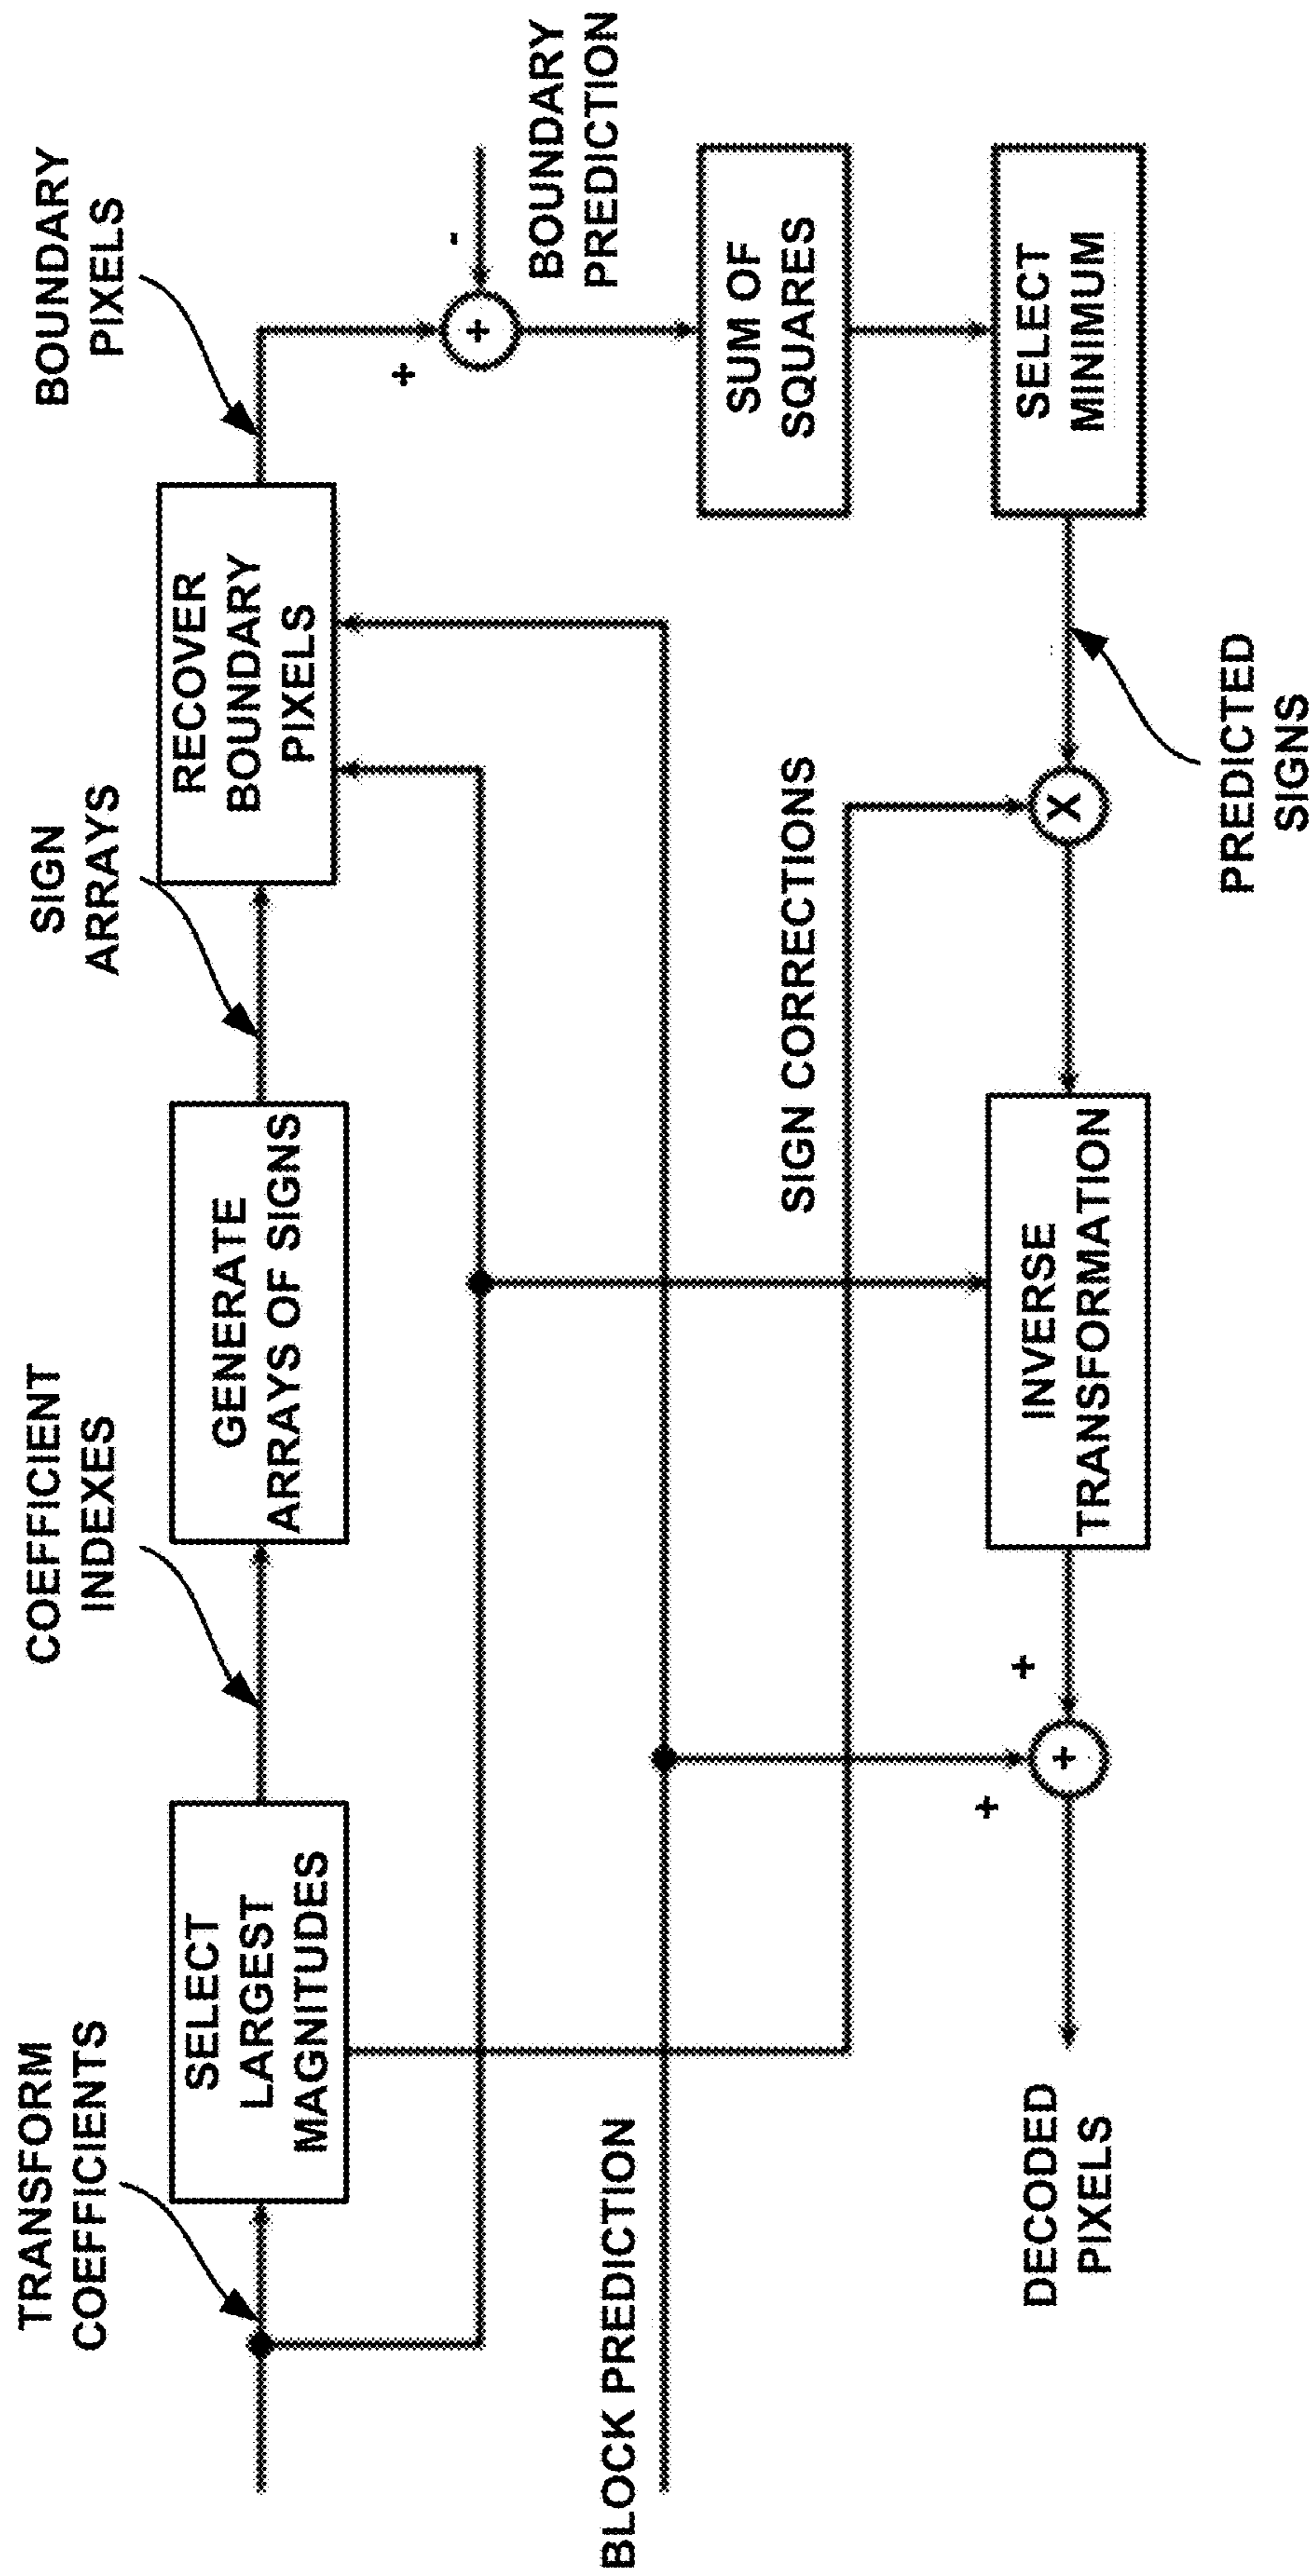 TRANSFORM
COEFFICIENTS
SELECT
LARGEST
MAGNITUDES
COEFFICIENT
INDEXES
GENERATE
ARRAYS OF SIGNS
SIGN
ARRAYS
RECOVER
BOUNDARY
PIXELS
BOUNDARY
PIXELS
+
-
+
BOUNDARY
PREDICTION
SUM OF
SQUARES
SELECT
MINIMUM
BLOCK PREDICTION
SIGN CORRECTIONS
DECODED
PIXELS
+
+
+
INVERSE
TRANSFORMATION
X
PREDICTED
SIGNS